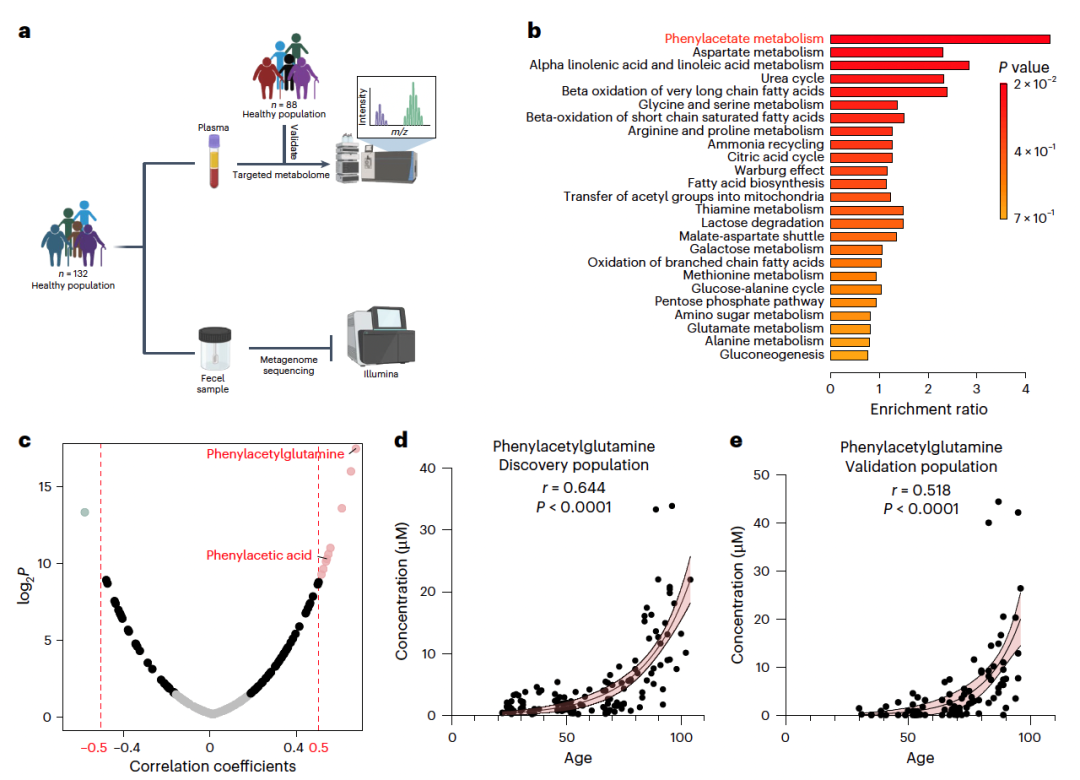 a
n = 88
Healthy population
Plasma
Validate
Intensity
m/z
Targeted metabolome
n = 132
Healthy population
Fecel
sample
Metagenome
sequencing
Illumina
b
Phenylacetate metabolism
Aspartate metabolism
Alpha linolenic acid and linoleic acid metabolism
Urea cycle
Beta oxidation of very long chain fatty acids
Glycine and serine metabolism
Beta-oxidation of short chain saturated fatty acids
Arginine and proline metabolism
Ammonia recycling
Citric acid cycle
Warburg effect
Fatty acid biosynthesis
Transfer of acetyl groups into mitochondria
Thiamine metabolism
Lactose degradation
Malate-aspartate shuttle
Galactose metabolism
Oxidation of branched chain fatty acids
Methionine metabolism
Glucose-alanine cycle
Pentose phosphate pathway
Amino sugar metabolism
Glutamate metabolism
Alanine metabolism
Gluconeogenesis
0 1 2 3 4
Enrichment ratio
P value
2 × 10⁻²
4 × 10⁻¹
7 × 10⁻¹
c
Phenylacetylglutamine
Phenylacetic acid
15
10
5
0
log₂P
–0.5 –0.4 0 0.4 0.5
Correlation coefficients
d
Phenylacetylglutamine
Discovery population
r = 0.644
P < 0.0001
40
30
20
10
0
Concentration (μM)
0 50 100
Age
e
Phenylacetylglutamine
Validation population
r = 0.518
P < 0.0001
50
40
30
20
10
0
Concentration (μM)
0 50 100
Age